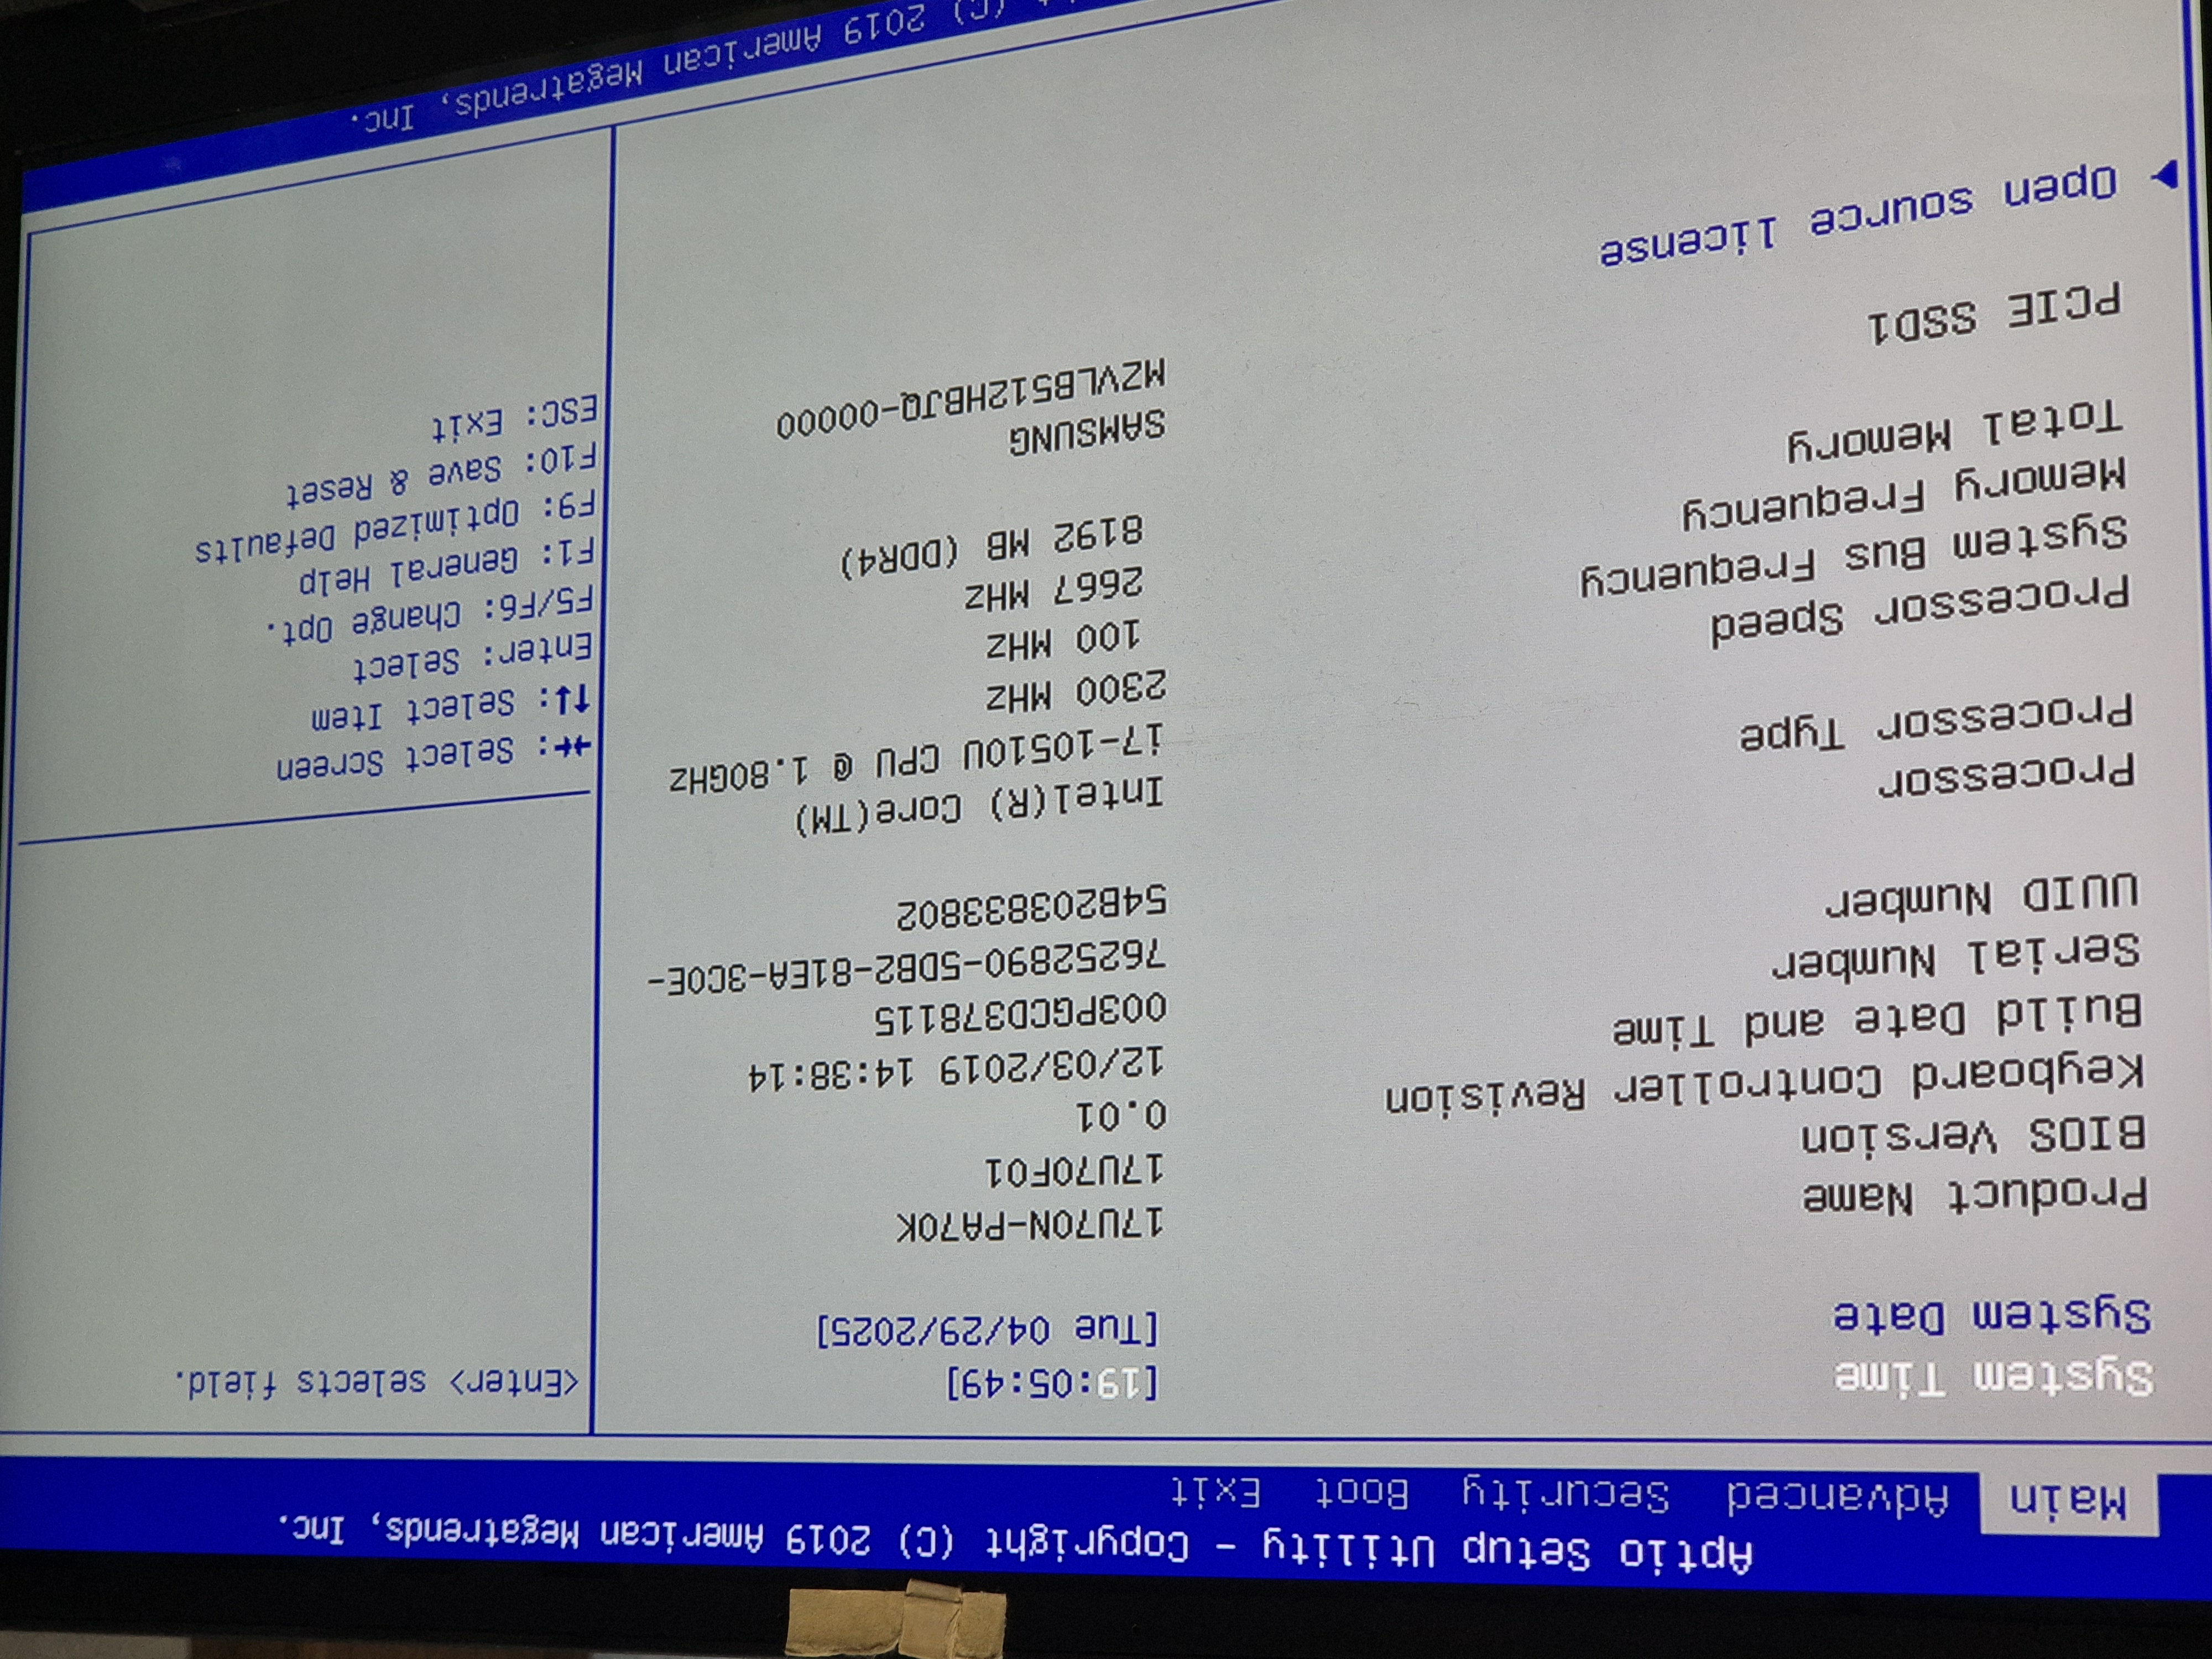 Aptio Setup Utility - Copyright (C) 2019 American Megatrends, Inc.
Main Advanced Security Boot Exit
System Time [19:05:49]
System Date [Tue 04/29/2025]
Product Name 17U70N-PA70K
BIOS Version 17U70F01
Keyboard Controller Revision 0.01
Build Date and Time 12/03/2019 14:38:14
Serial Number 003PGCD378115
UUID Number 76252890-5DB2-81EA-3C0E-
54B203833802
Processor Intel(R) Core(TM)
Processor Type i7-10510U CPU @ 1.80GHz
Processor Speed 2300 MHz
System Bus Frequency 100 MHz
Memory Frequency 2667 MHz
Total Memory 8192 MB (DDR4)
PCIE SSD1 SAMSUNG
MZVLB512HBJQ-00000
► Open source license
<Enter> selects field.
→←: Select Screen
↑↓: Select Item
Enter: Select
F5/F6: Change Opt.
F1: General Help
F9: Optimized Defaults
F10: Save & Reset
ESC: Exit
(C) 2019 American Megatrends, Inc.